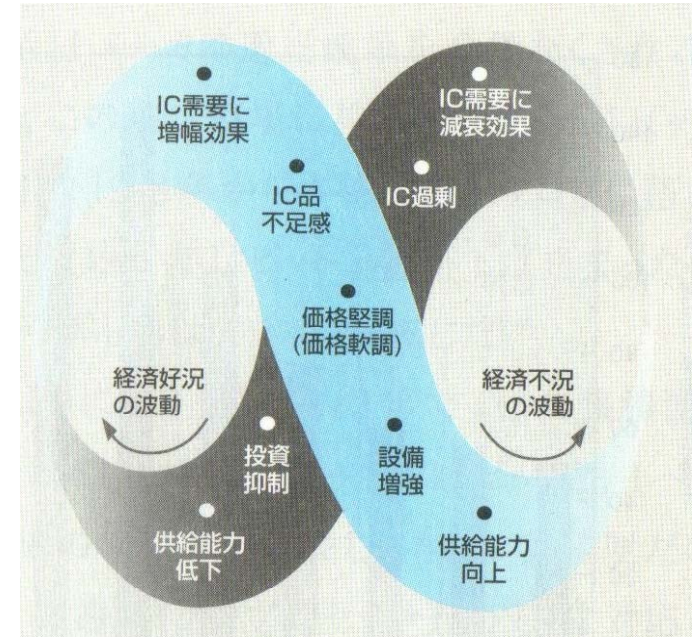 IC需要に
増幅効果
IC需要に
減衰効果
IC品
不足感
IC過剰
価格堅調
(価格軟調)
経済好況
の波動
経済不況
の波動
投資
抑制
設備
増強
供給能力
低下
供給能力
向上